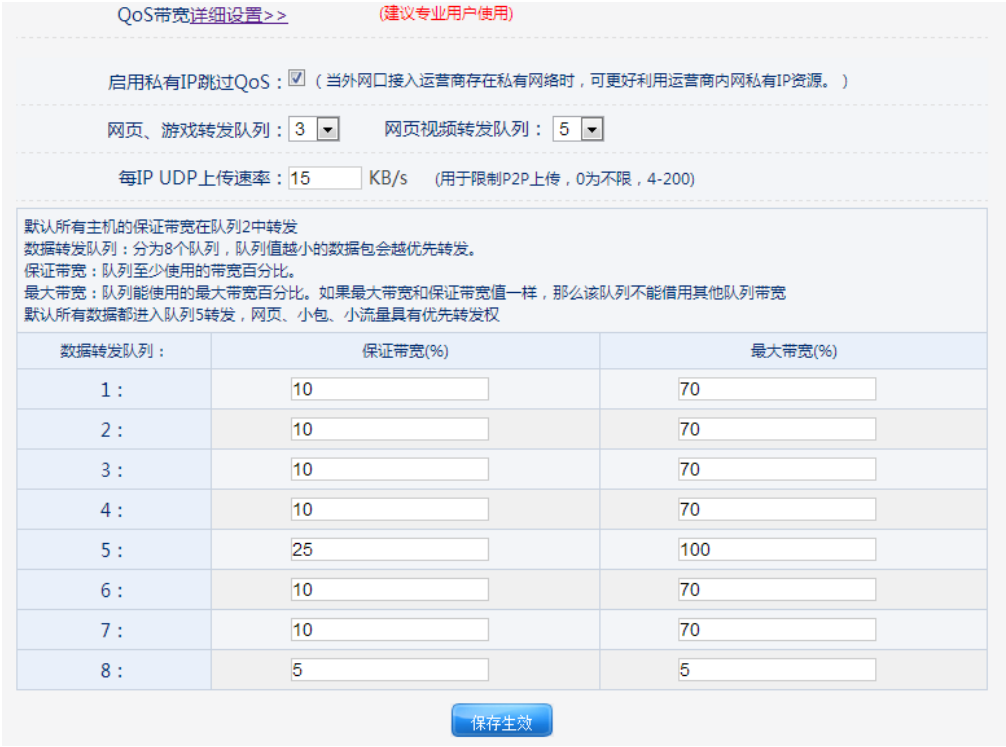 QoS带宽详细设置>> (建议专业用户使用)
启用私有IP跳过QoS：（当外网口接入运营商存在私有网络时，可更好利用运营商内网私有IP资源。）
网页、游戏转发队列：3 网页视频转发队列：5
每IP UDP上传速率：15 KB/s (用于限制P2P上传，0为不限，4-200)
默认所有主机的保证带宽在队列2中转发
数据转发队列：分为8个队列，队列值越小的数据包会越优先转发。
保证带宽：队列至少使用的带宽百分比。
最大带宽：队列能使用的最大带宽百分比。如果最大带宽和保证带宽值一样，那么该队列不能借用其他队列带宽
默认所有数据都进入队列5转发，网页、小包、小流量具有优先转发权
数据转发队列： 保证带宽(%) 最大带宽(%)
1： 10 70
2： 10 70
3： 10 70
4： 10 70
5： 25 100
6： 10 70
7： 10 70
8： 5 5
保存生效